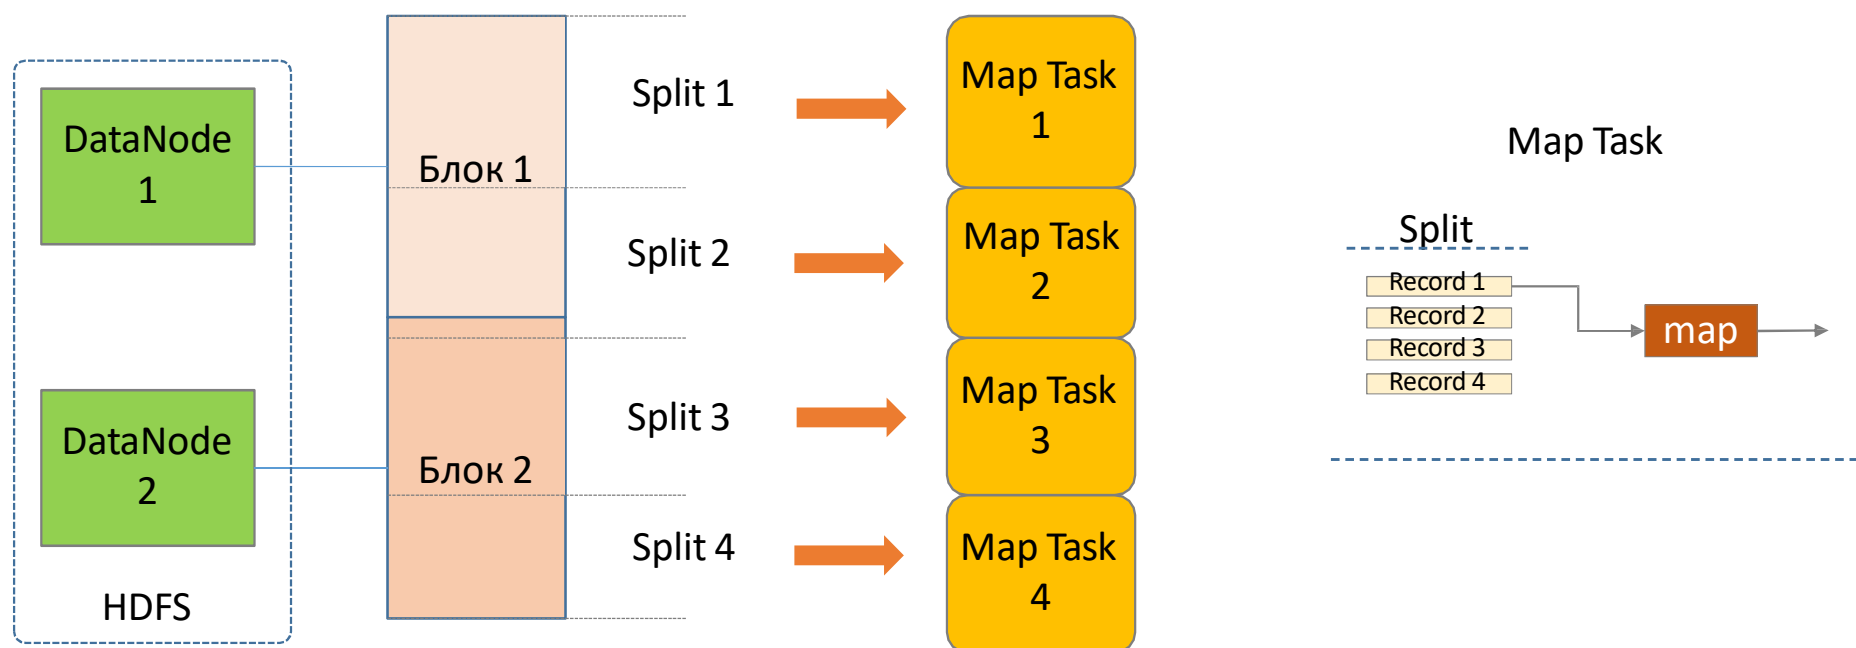 DataNode
1
DataNode
2
HDFS
Блок 1
Блок 2
Split 1
Split 2
Split 3
Split 4
Map Task
1
Map Task
2
Map Task
3
Map Task
4
Map Task
Split
Record 1
Record 2
Record 3
Record 4
map